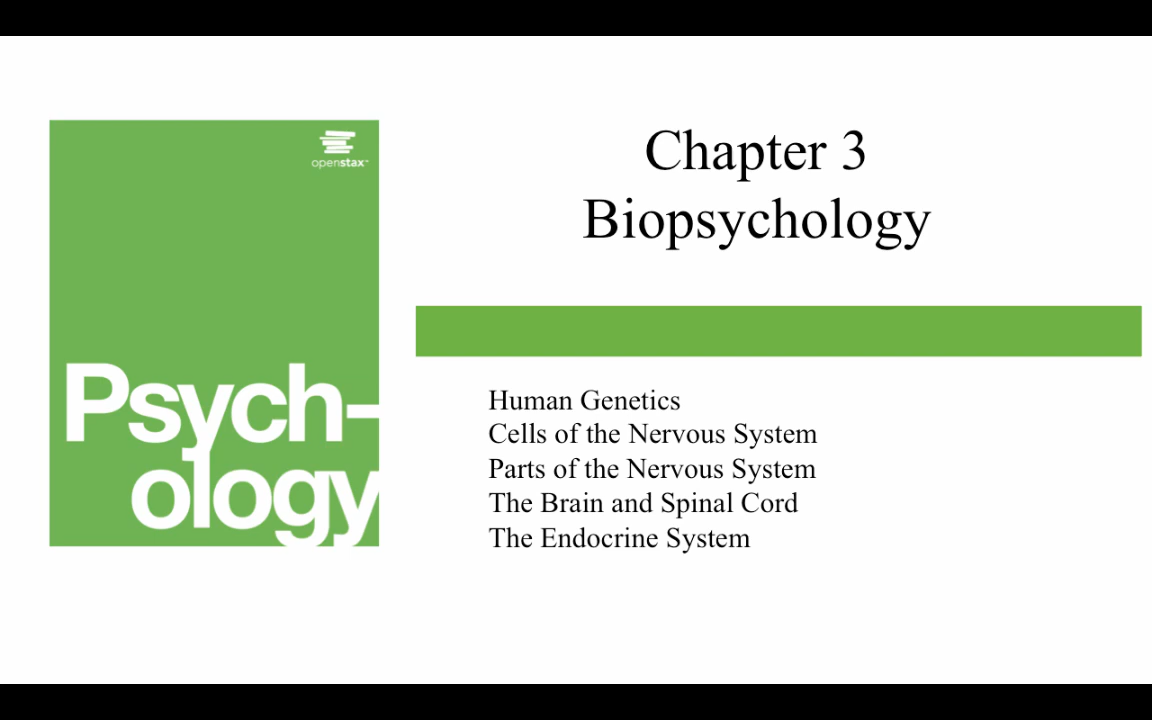 openstax™
Psych-
ology
Chapter 3
Biopsychology
Human Genetics
Cells of the Nervous System
Parts of the Nervous System
The Brain and Spinal Cord
The Endocrine System